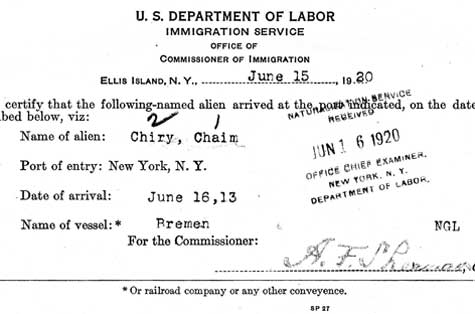 U. S. DEPARTMENT OF LABOR
IMMIGRATION SERVICE
OFFICE OF
COMMISSIONER OF IMMIGRATION
ELLIS ISLAND, N. Y., June 15, 1920
certify that the following-named alien arrived at the port indicated, on the date
bed below, viz:
2 1
Name of alien: Chiry, Chaim
Port of entry: New York, N. Y.
Date of arrival: June 16,13
Name of vessel:* Bremen NGL
For the Commissioner:
A. F. Sherman
* Or railroad company or any other conveyence.
SP 27
NATURALIZATION SERVICE
RECEIVED
JUN 16 1920
OFFICE CHIEF EXAMINER,
NEW YORK, N. Y.
DEPARTMENT OF LABOR.